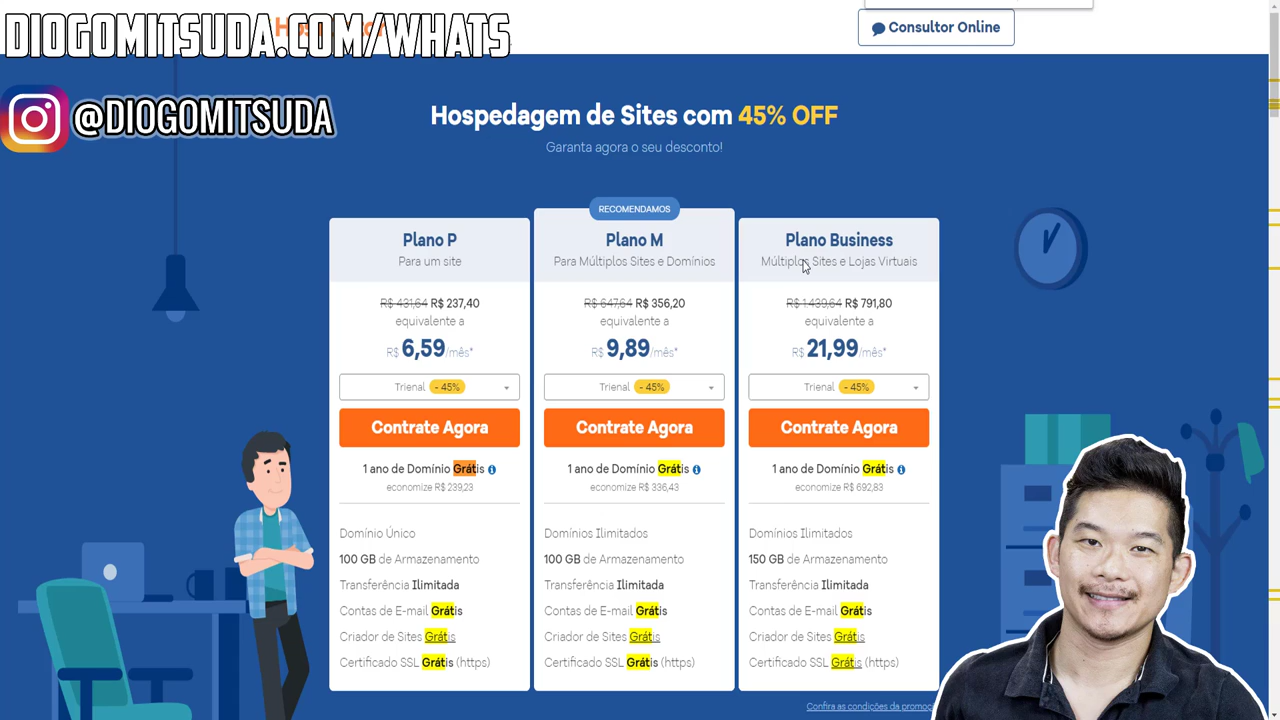 DIOGOMITSUDA.COM/WHATS
Consultor Online
@DIOGOMITSUDA
Hospedagem de Sites com 45% OFF
Garanta agora o seu desconto!
RECOMENDAMOS
Plano P
Para um site
R$ 431,64 R$ 237,40
equivalente a
R$ 6,59/mês*
Trienal - 45%
Contrate Agora
1 ano de Domínio Grátis
economize R$ 239,23
Domínio Único
100 GB de Armazenamento
Transferência Ilimitada
Contas de E-mail Grátis
Criador de Sites Grátis
Certificado SSL Grátis (https)
Plano M
Para Múltiplos Sites e Domínios
R$ 647,64 R$ 356,20
equivalente a
R$ 9,89/mês*
Trienal - 45%
Contrate Agora
1 ano de Domínio Grátis
economize R$ 336,43
Domínios Ilimitados
100 GB de Armazenamento
Transferência Ilimitada
Contas de E-mail Grátis
Criador de Sites Grátis
Certificado SSL Grátis (https)
Plano Business
Múltiplos Sites e Lojas Virtuais
R$ 1.439,64 R$ 791,80
equivalente a
R$ 21,99/mês*
Trienal - 45%
Contrate Agora
1 ano de Domínio Grátis
economize R$ 692,83
Domínios Ilimitados
150 GB de Armazenamento
Transferência Ilimitada
Contas de E-mail Grátis
Criador de Sites Grátis
Certificado SSL Grátis (https)
Confira as condições da